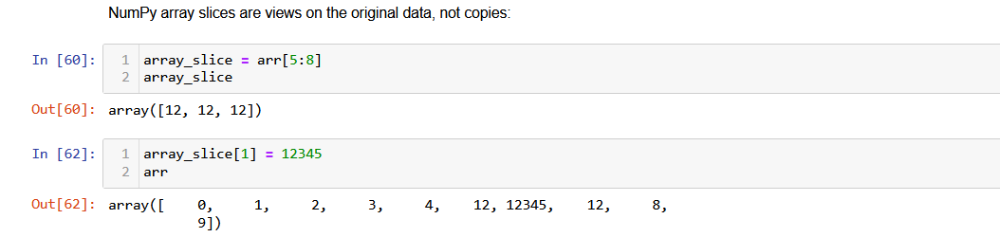 NumPy array slices are views on the original data, not copies:
In [60]: 1 array_slice = arr[5:8]
2 array_slice
Out[60]: array([12, 12, 12])
In [62]: 1 array_slice[1] = 12345
2 arr
Out[62]: array([    0,     1,     2,     3,     4,    12, 12345,    12,     8,
9])